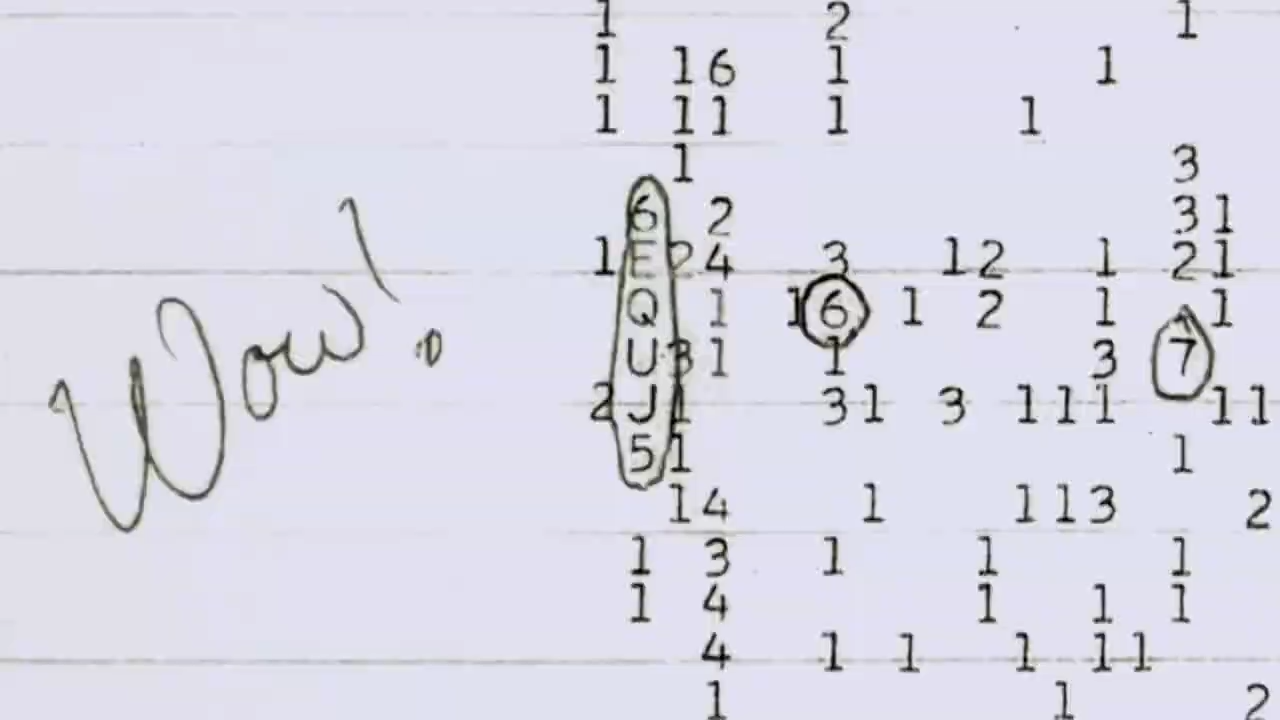 1 2 1
1 16 1 1
1 11 1 1
1 3
6 2 31
1E24 3 12 1 21
Q 1 16 1 2 1 1
U31 1 3 7
2J1 31 3 111 11
51 1
14 1 113 2
1 3 1 1 1
1 4 1 1 1
4 1 1 1 11
1 1 2
Wow!